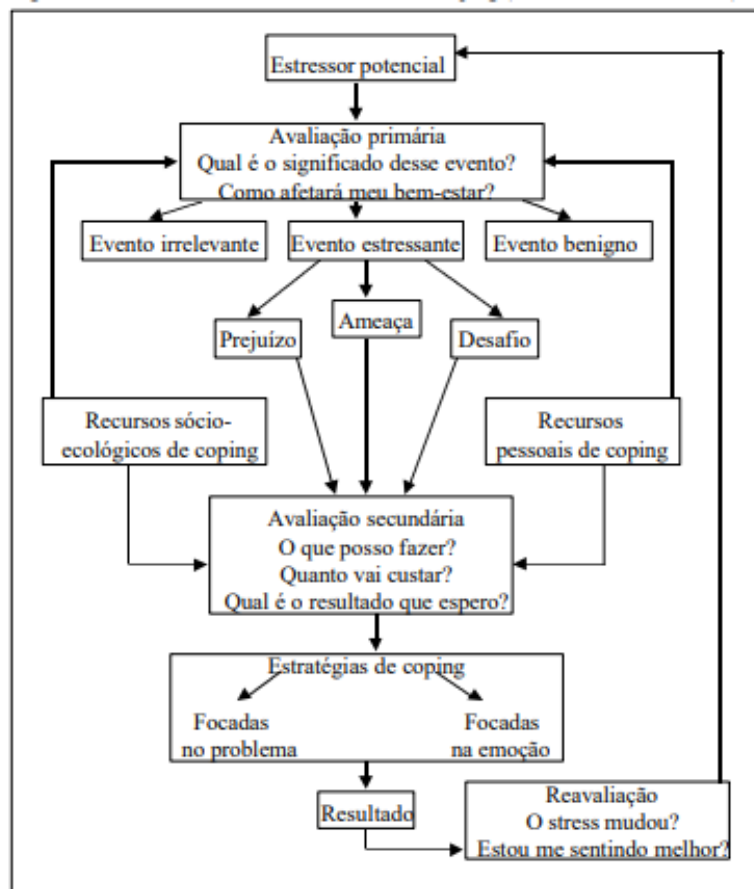 Estressor potencial
Avaliação primária
Qual é o significado desse evento?
Como afetará meu bem-estar?
Evento irrelevante
Evento estressante
Evento benigno
Prejuízo
Ameaça
Desafio
Recursos sócio-
ecológicos de coping
Recursos
pessoais de coping
Avaliação secundária
O que posso fazer?
Quanto vai custar?
Qual é o resultado que espero?
Estratégias de coping
Focadas
no problema
Focadas
na emoção
Resultado
Reavaliação
O stress mudou?
Estou me sentindo melhor?